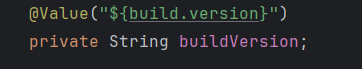 @Value("${build.version}")
private String buildVersion;